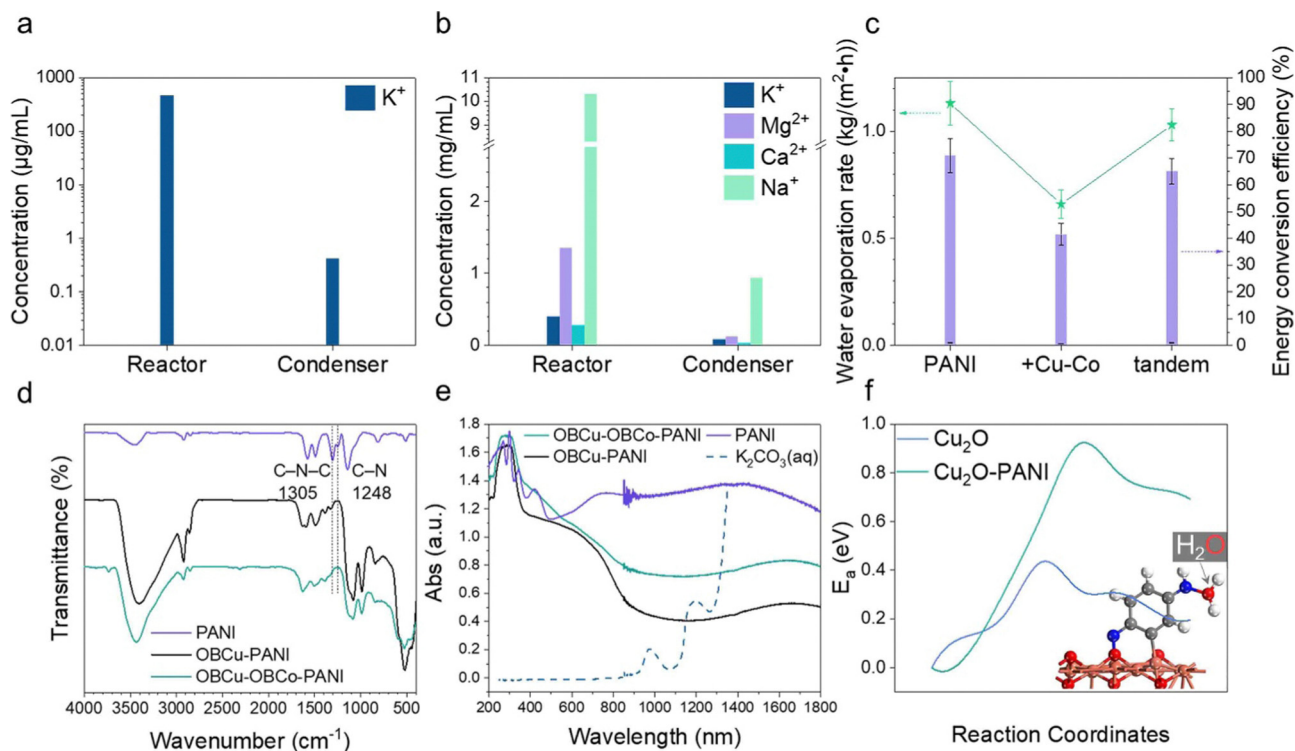 a
Concentration (µg/mL)
1000
100
10
1
0.1
0.01
K⁺
Reactor
Condenser
b
Concentration (mg/mL)
11
10
9
2
1
0
K⁺
Mg²⁺
Ca²⁺
Na⁺
Reactor
Condenser
c
Water evaporation rate (kg/(m²•h))
1.0
0.5
0.0
Energy conversion efficiency (%)
100
90
80
70
60
50
40
30
20
10
0
PANI
+Cu-Co
tandem
d
Transmittance (%)
C–N–C
1305
C–N
1248
PANI
OBCu-PANI
OBCu-OBCo-PANI
4000
3500
3000
2500
2000
1500
1000
500
Wavenumber (cm⁻¹)
e
Abs (a.u.)
1.8
1.6
1.4
1.2
1.0
0.8
0.6
0.4
0.2
0.0
OBCu-OBCo-PANI
OBCu-PANI
PANI
K₂CO₃(aq)
200
400
600
800
1000
1200
1400
1600
1800
Wavelength (nm)
f
Eₐ (eV)
1.0
0.8
0.6
0.4
0.2
0.0
Cu₂O
Cu₂O-PANI
H₂O
Reaction Coordinates